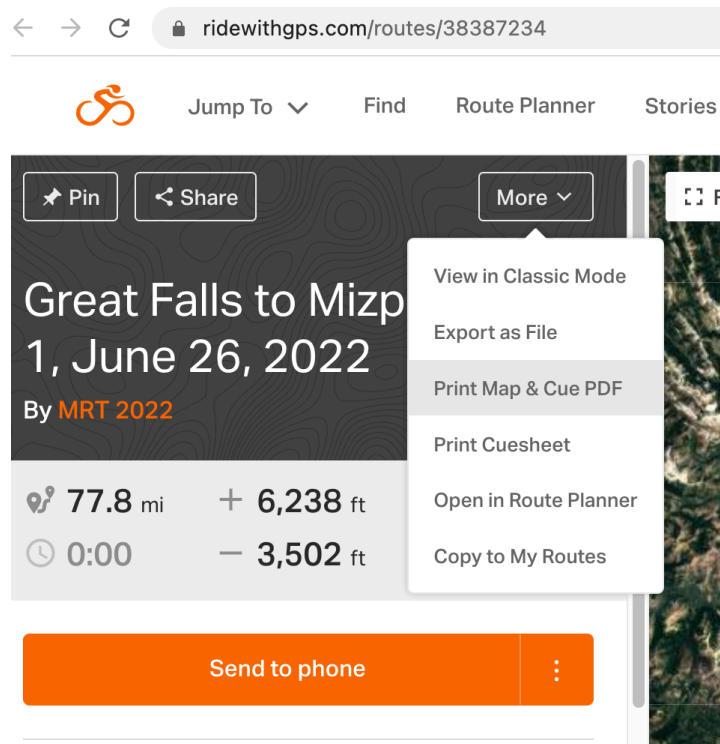 ridewithgps.com/routes/38387234
Jump To Find Route Planner Stories
Pin Share More
View in Classic Mode
Great Falls to Mizp
Export as File
1, June 26, 2022
Print Map & Cue PDF
By MRT 2022
Print Cuesheet
77.8 mi + 6,238 ft
Open in Route Planner
0:00 − 3,502 ft
Copy to My Routes
Send to phone